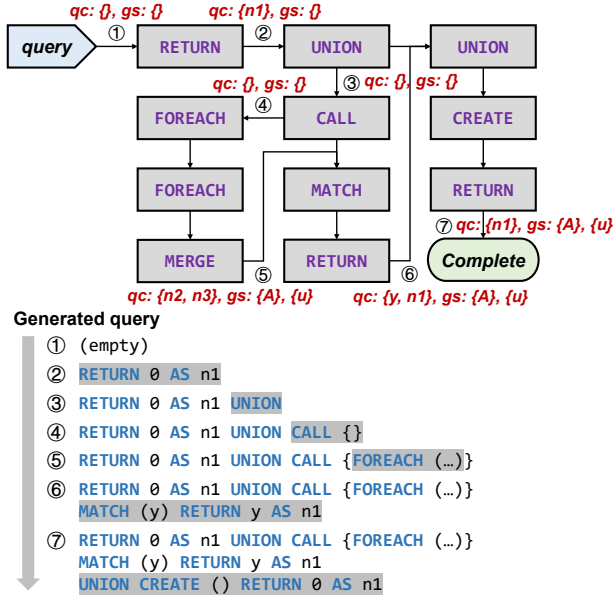 qc: {}, gs: {}
qc: {n1}, gs: {}
query
①
RETURN
②
UNION
UNION
③
qc: {}, gs: {}
qc: {}, gs: {}
④
FOREACH
CALL
CREATE
FOREACH
MATCH
RETURN
⑦ qc: {n1}, gs: {A}, {u}
MERGE
⑤
RETURN
⑥
Complete
qc: {n2, n3}, gs: {A}, {u}
qc: {y, n1}, gs: {A}, {u}
Generated query
① (empty)
② RETURN 0 AS n1
③ RETURN 0 AS n1 UNION
④ RETURN 0 AS n1 UNION CALL {}
⑤ RETURN 0 AS n1 UNION CALL {FOREACH (…)}
⑥ RETURN 0 AS n1 UNION CALL {FOREACH (…)}
MATCH (y) RETURN y AS n1
⑦ RETURN 0 AS n1 UNION CALL {FOREACH (…)}
MATCH (y) RETURN y AS n1
UNION CREATE () RETURN 0 AS n1